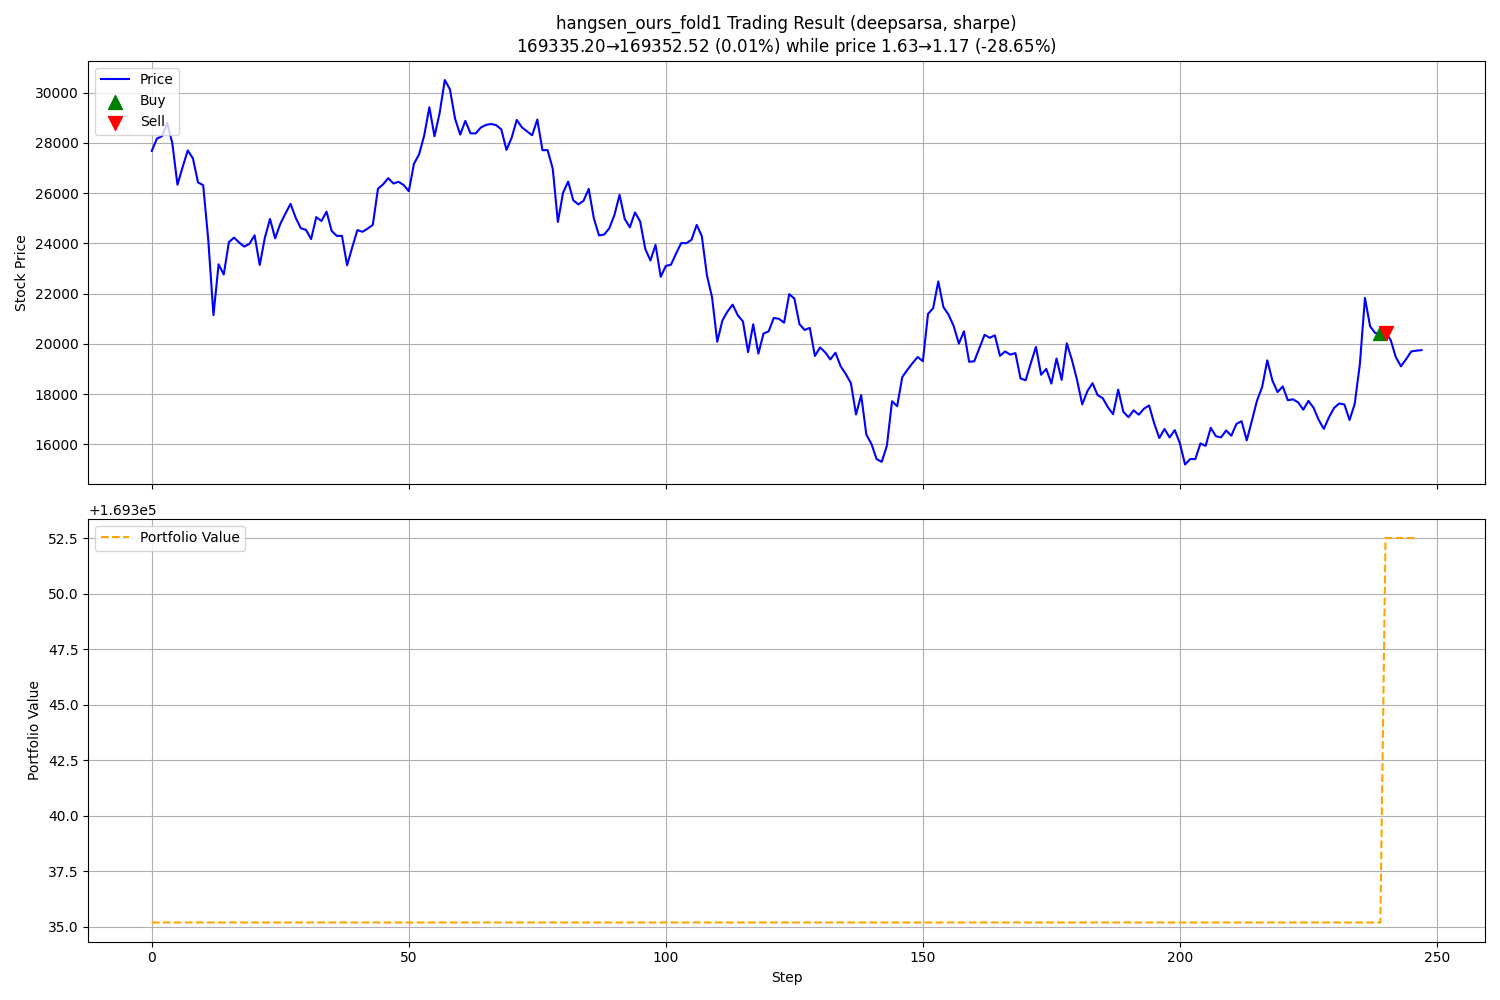 hangsen_ours_fold1 Trading Result (deepsarsa, sharpe)
169335.20→169352.52 (0.01%) while price 1.63→1.17 (-28.65%)
Price
Buy
Sell
30000
28000
26000
24000
22000
20000
18000
16000
Stock Price
+1.693e5
Portfolio Value
52.5
50.0
47.5
45.0
42.5
40.0
37.5
35.0
Portfolio Value
0 50 100 150 200 250
Step